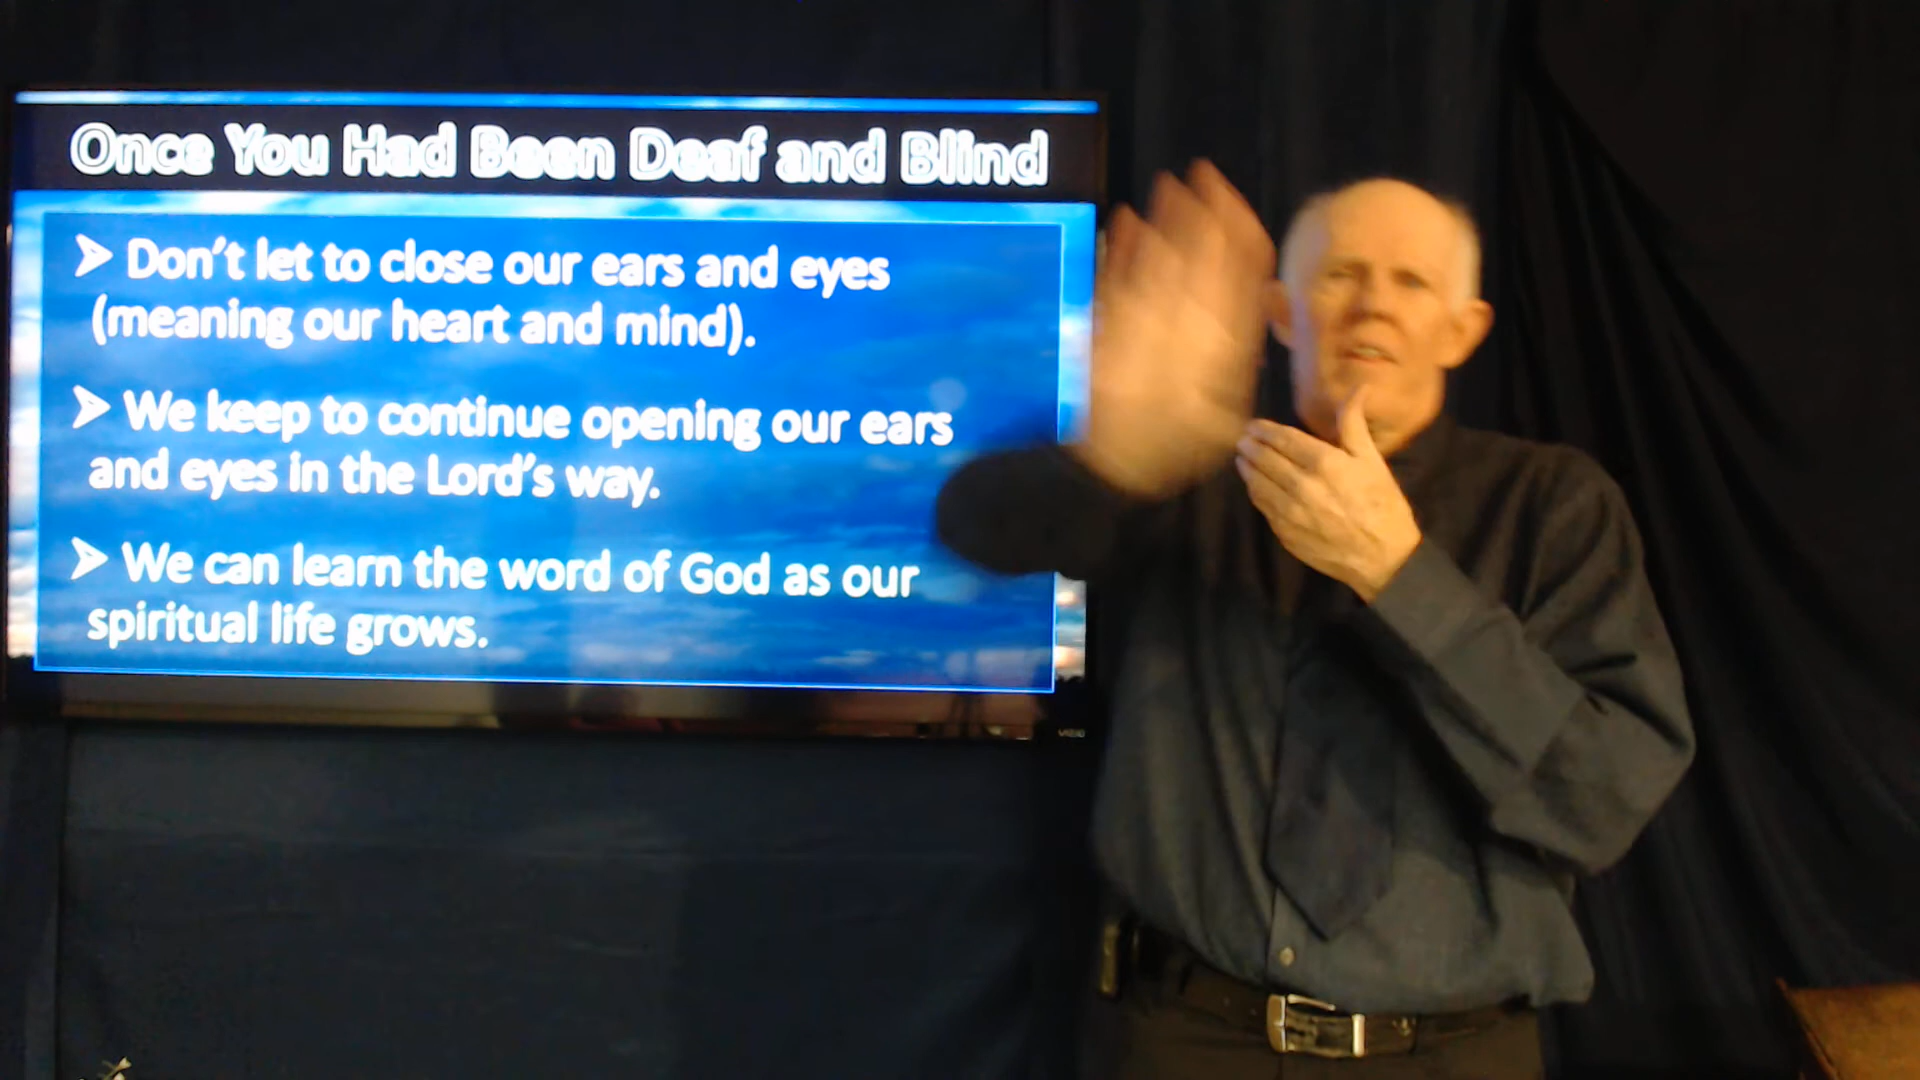 Once You Had Been Deaf and Blind
➢ Don't let to close our ears and eyes
(meaning our heart and mind).
➢ We keep to continue opening our ears
and eyes in the Lord's way.
➢ We can learn the word of God as our
spiritual life grows.
VIZIO